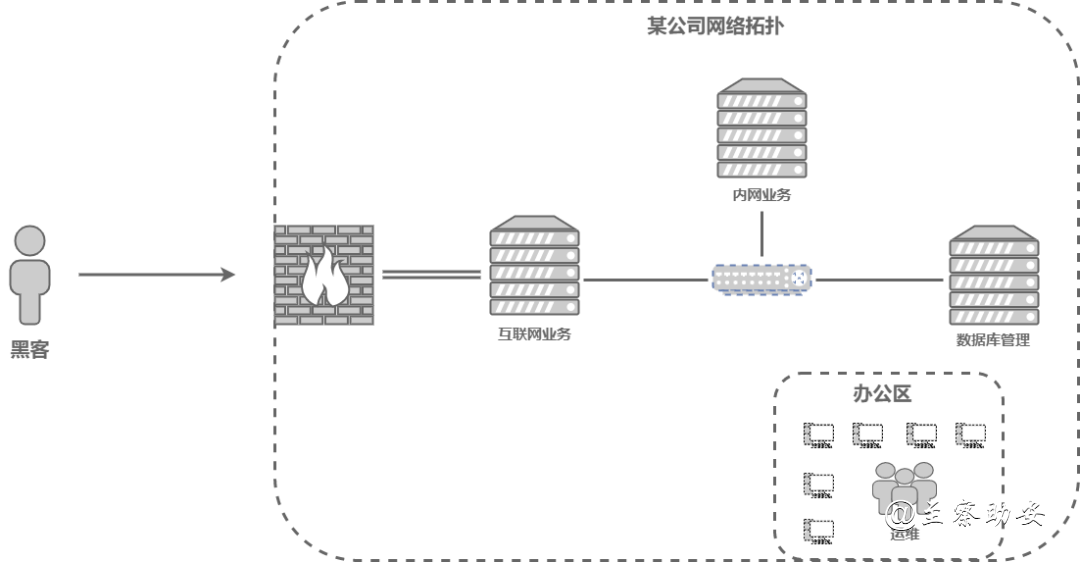 某公司网络拓扑
内网业务
黑客
互联网业务
数据库管理
办公区
运维
@主察助安